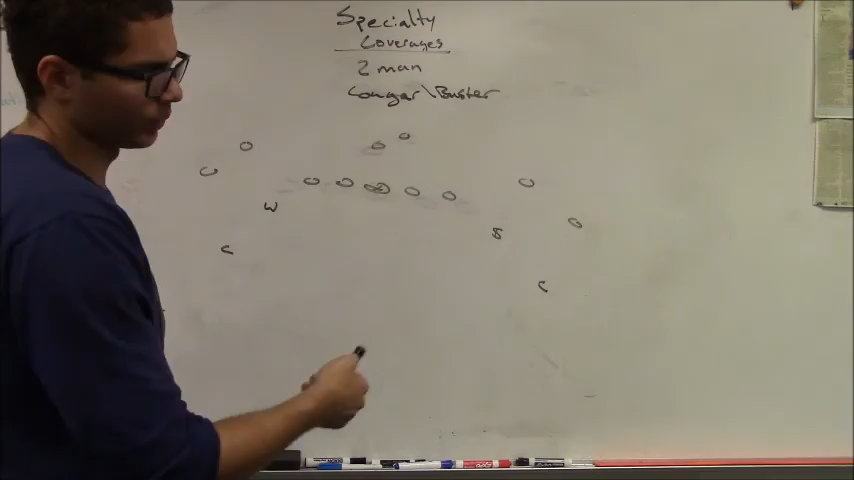 Specialty
Coverages
2 man
Cougar\Buster
W
S
C
C